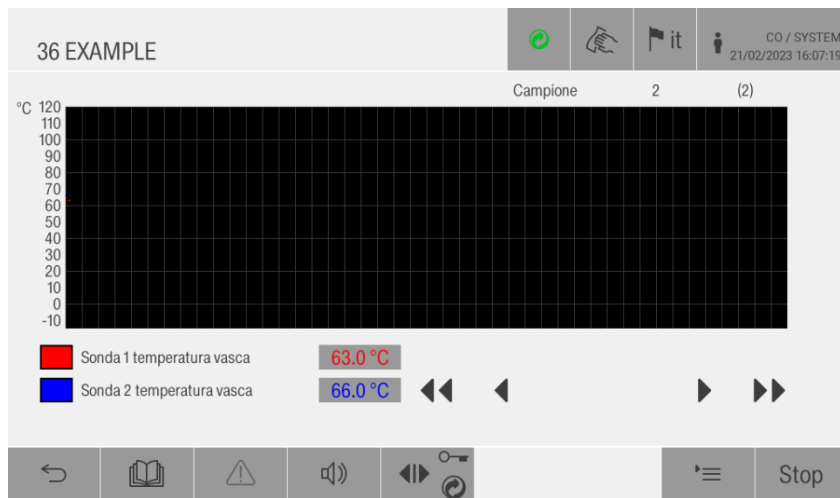 36 EXAMPLE
it
CO / SYSTEM
21/02/2023 16:07:19
Campione 2 (2)
°C 120
110
100
90
80
70
60
50
40
30
20
10
0
-10
Sonda 1 temperatura vasca 63.0 °C
Sonda 2 temperatura vasca 66.0 °C
Stop